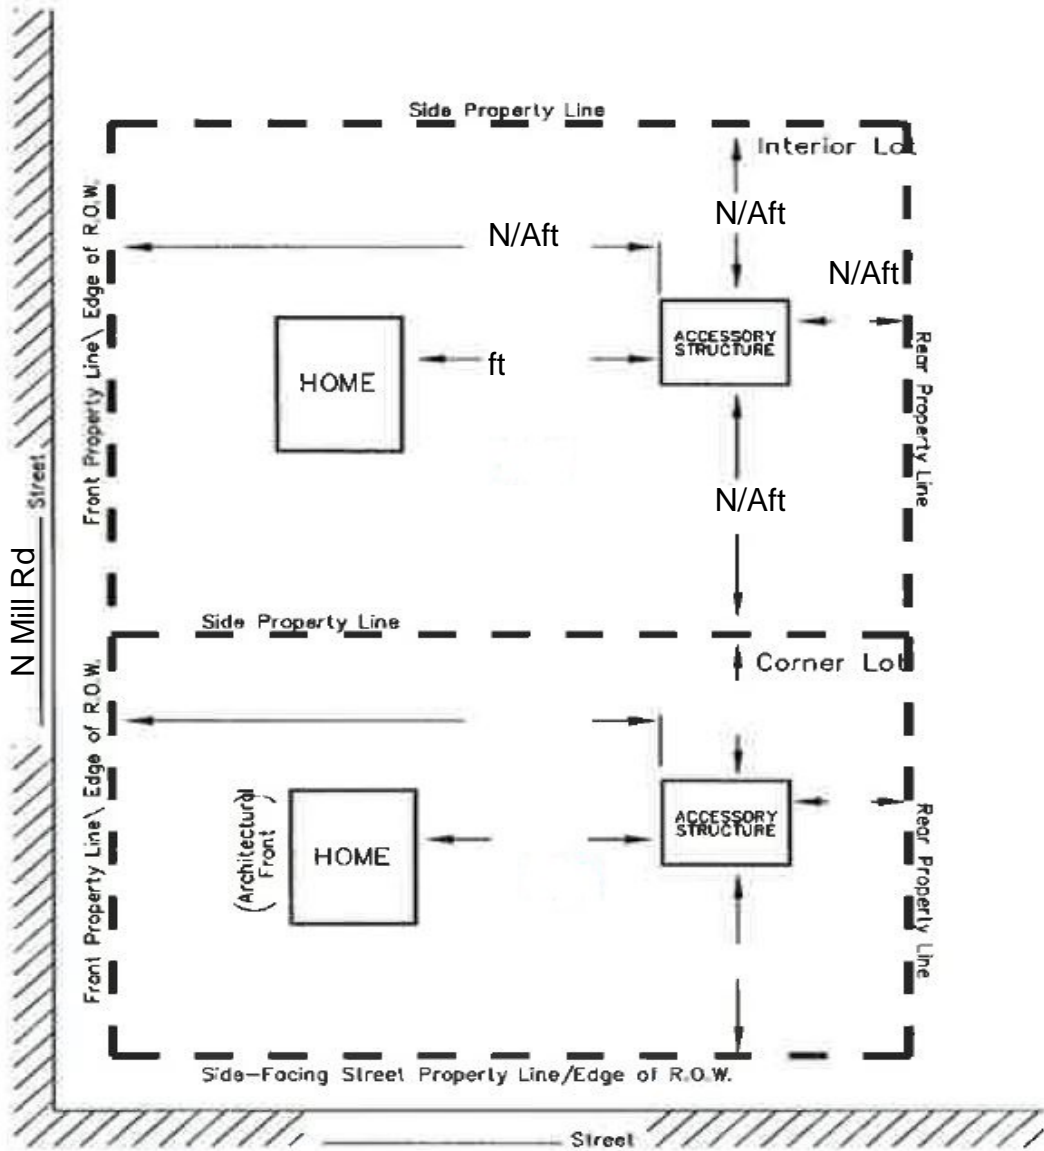 Side Property Line
Interior Lot
N/Aft
N/Aft
N/Aft
Front Property Line\ Edge of R.O.W.
HOME
ft
ACCESSORY
STRUCTURE
Rear Property Line
Street
N Mill Rd
N/Aft
Side Property Line
Corner Lot
Front Property Line\ Edge of R.O.W.
(Architectural
Front)
HOME
ACCESSORY
STRUCTURE
Rear Property Line
Side-Facing Street Property Line/Edge of R.O.W.
Street